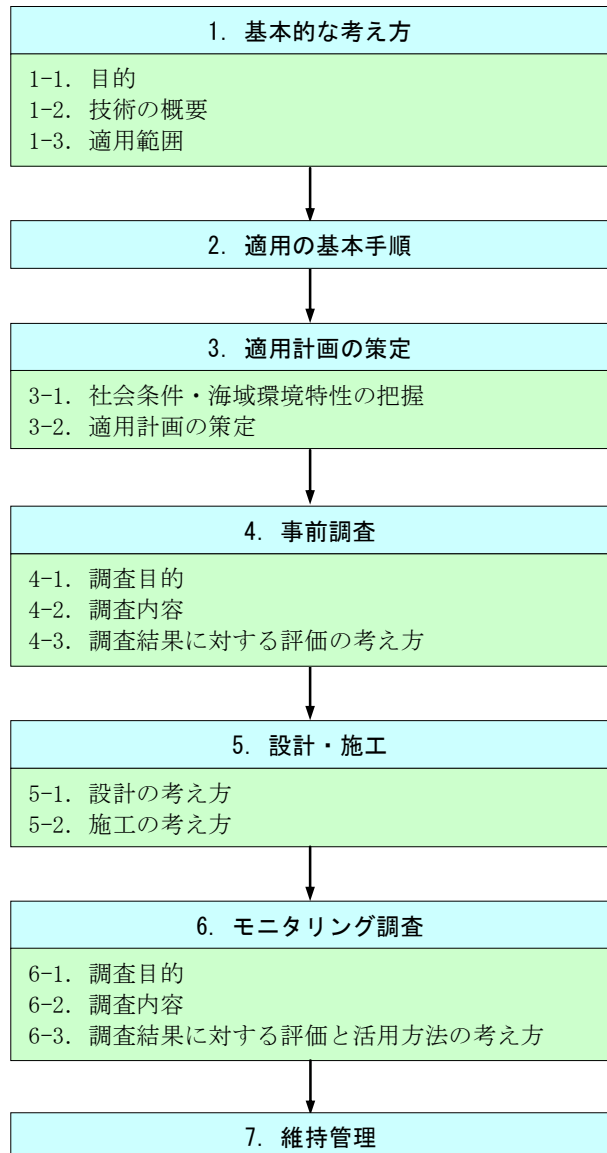 1. 基本的な考え方
1-1. 目的
1-2. 技術の概要
1-3. 適用範囲
2. 適用の基本手順
3. 適用計画の策定
3-1. 社会条件・海域環境特性の把握
3-2. 適用計画の策定
4. 事前調査
4-1. 調査目的
4-2. 調査内容
4-3. 調査結果に対する評価の考え方
5. 設計・施工
5-1. 設計の考え方
5-2. 施工の考え方
6. モニタリング調査
6-1. 調査目的
6-2. 調査内容
6-3. 調査結果に対する評価と活用方法の考え方
7. 維持管理